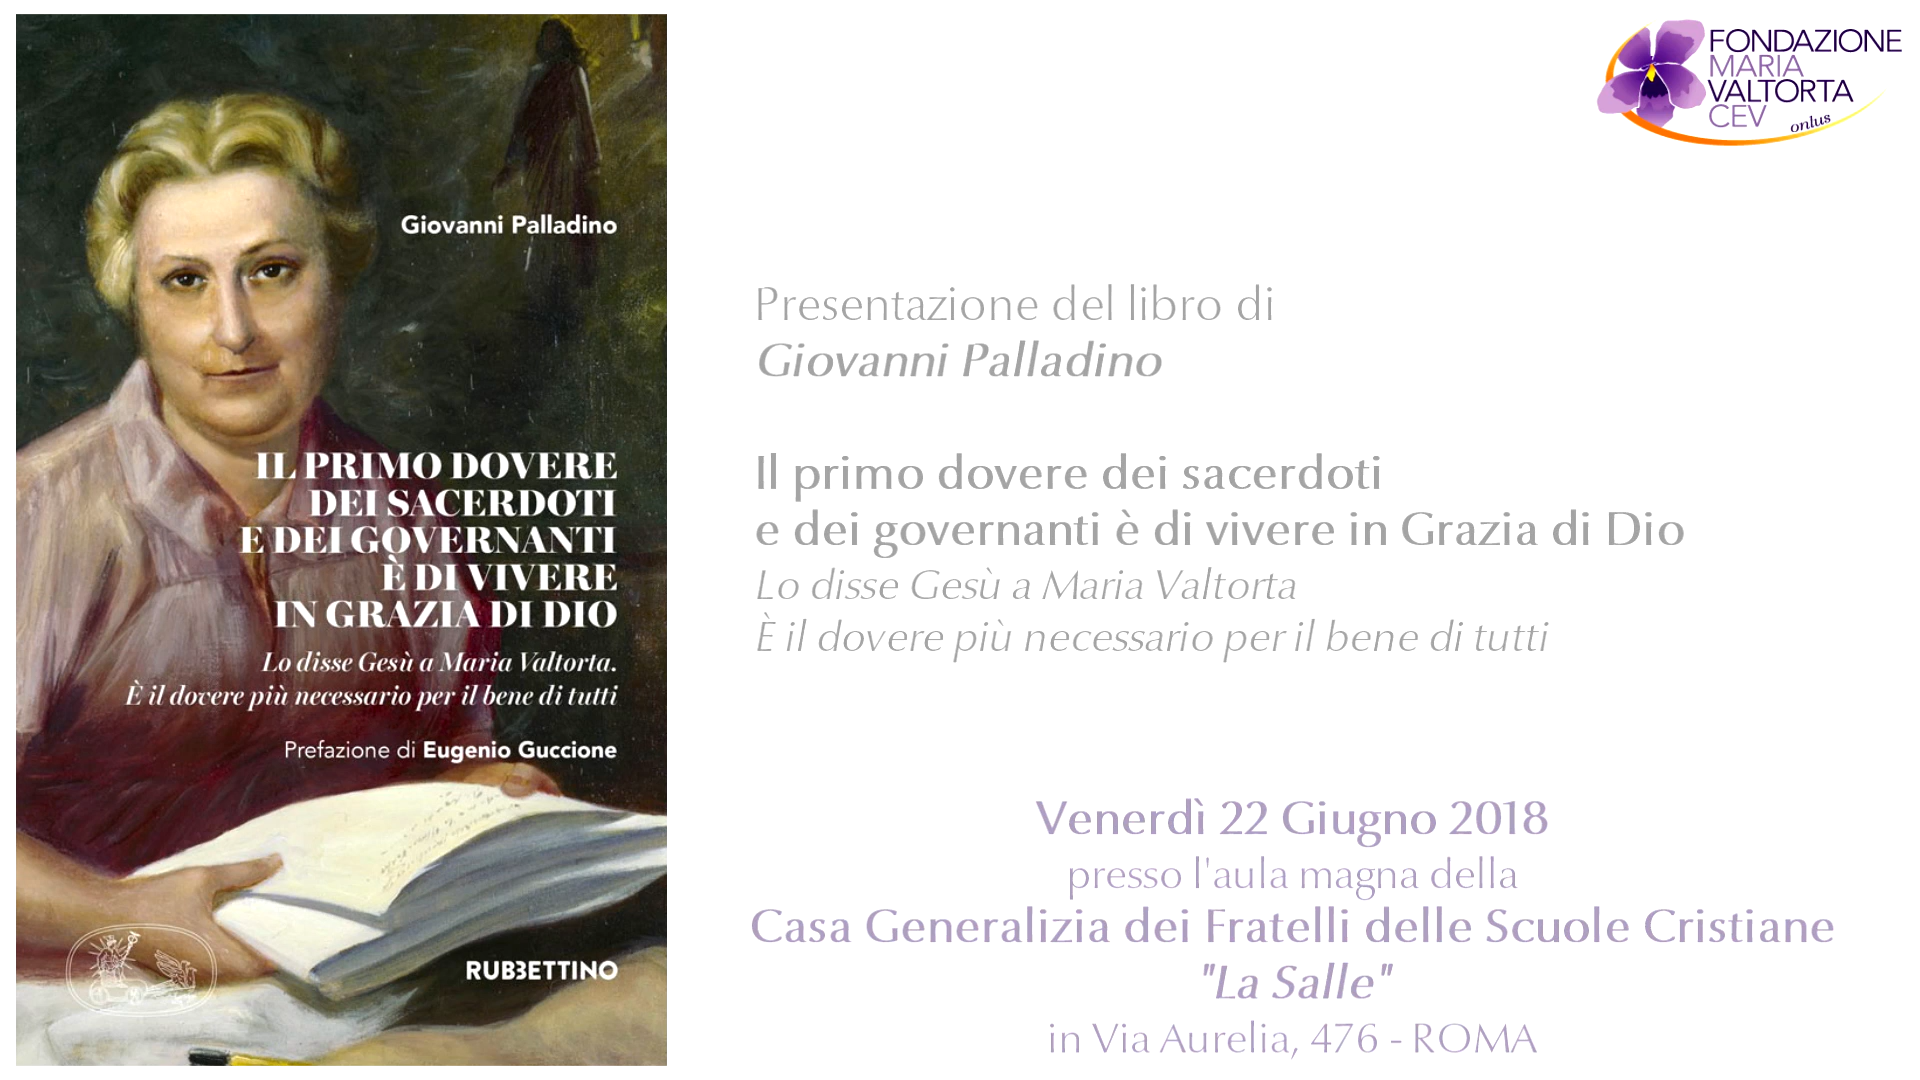 Giovanni Palladino
IL PRIMO DOVERE
DEI SACERDOTI
E DEI GOVERNANTI
È DI VIVERE
IN GRAZIA DI DIO
Lo disse Gesù a Maria Valtorta.
È il dovere più necessario per il bene di tutti
Prefazione di Eugenio Guccione
RUBBETTINO
FONDAZIONE
MARIA
VALTORTA
CEV
onlus
Presentazione del libro di
Giovanni Palladino
Il primo dovere dei sacerdoti
e dei governanti è di vivere in Grazia di Dio
Lo disse Gesù a Maria Valtorta
È il dovere più necessario per il bene di tutti
Venerdì 22 Giugno 2018
presso l'aula magna della
Casa Generalizia dei Fratelli delle Scuole Cristiane
"La Salle"
in Via Aurelia, 476 - ROMA